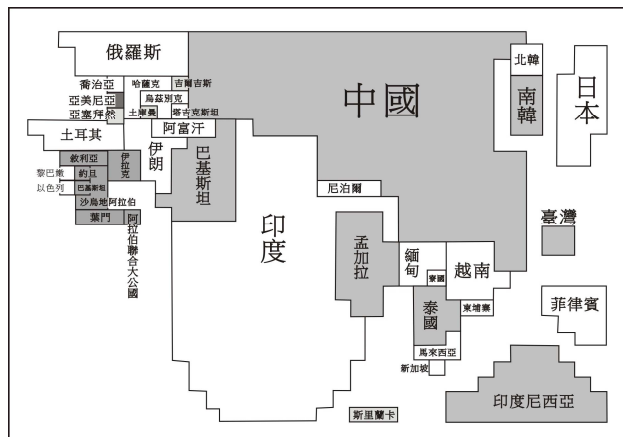 俄羅斯
中國
北韓
日本
南韓
喬治亞
哈薩克
吉爾吉斯
亞美尼亞
烏茲別克
亞塞拜然
土庫曼
塔吉克斯坦
土耳其
伊朗
阿富汗
巴基斯坦
敘利亞
伊拉克
黎巴嫩
約旦
以色列
巴基斯坦
沙烏地阿拉伯
葉門
阿拉伯聯合大公國
印度
尼泊爾
孟加拉
緬甸
寮國
越南
臺灣
泰國
柬埔寨
菲律賓
馬來西亞
新加坡
斯里蘭卡
印度尼西亞